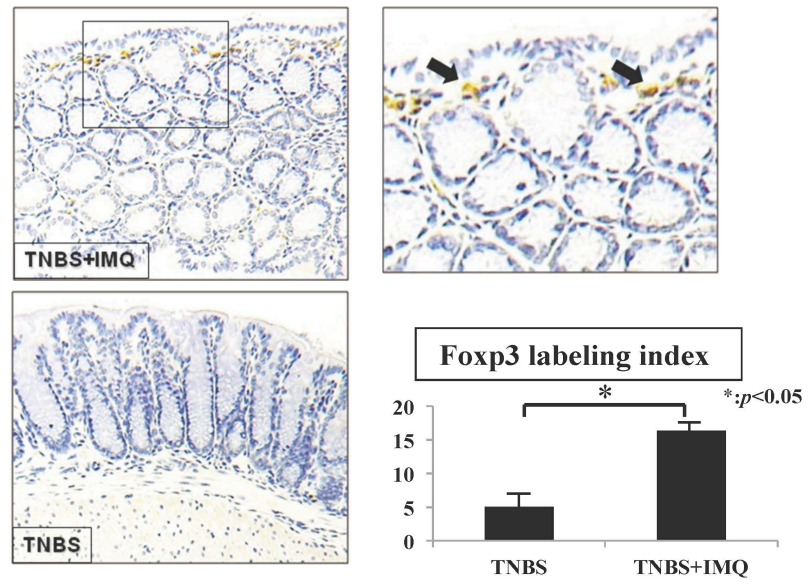 TNBS+IMQ
TNBS
Foxp3 labeling index
*
*:p<0.05
20
15
10
5
0
TNBS
TNBS+IMQ